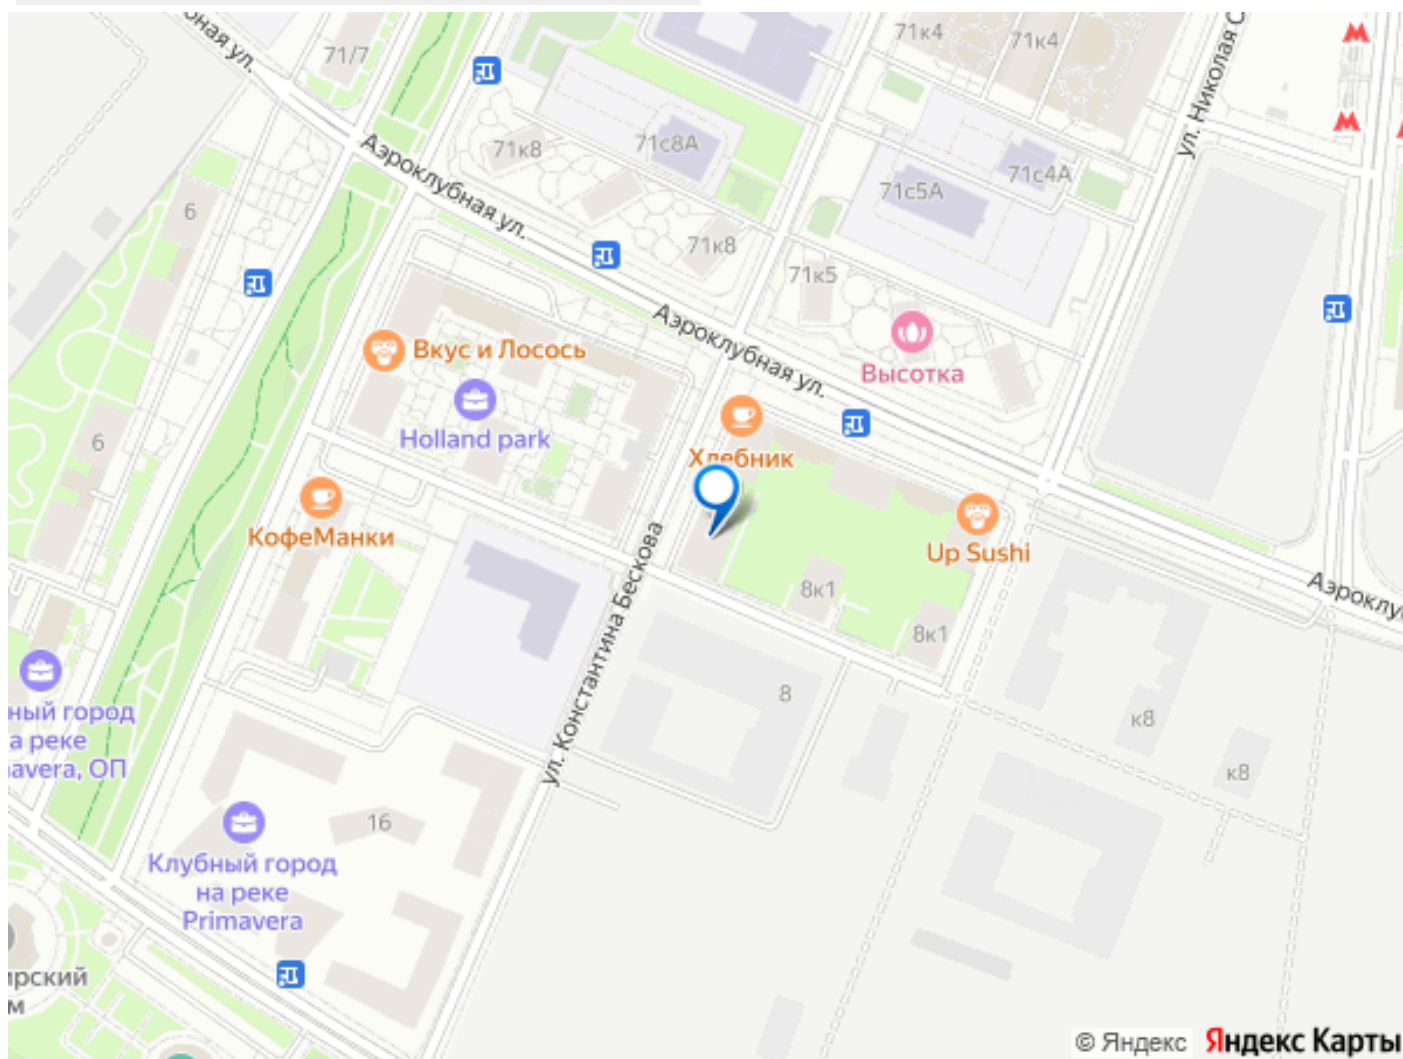 71/7
71к4
71к4
ул. Николая С
Аэроклубная ул.
71к8
71с8А
71с4А
71с5А
6
71к8
71к5
Аэроклубная ул.
Вкус и Лосось
Высотка
Holland park
6
Хлебник
КофеМанки
Up Sushi
ул. Константина Бескова
8к1
8к1
Аэроклу
8
к8
к8
ный город
а реке
avera, ОП
16
Клубный город
на реке
Primavera
ирский
м
© Яндекс
Яндекс Карты